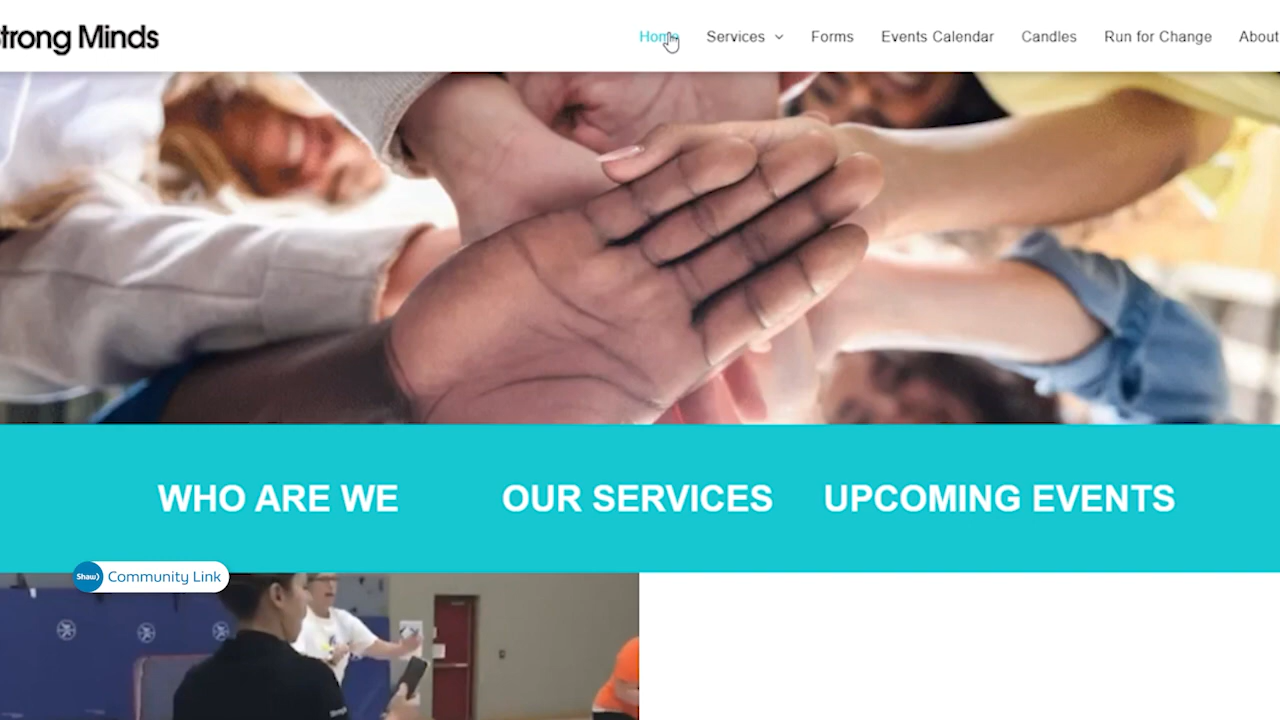 trong Minds
Home
Services
Forms
Events Calendar
Candles
Run for Change
About
WHO ARE WE
OUR SERVICES
UPCOMING EVENTS
Shaw)
Community Link